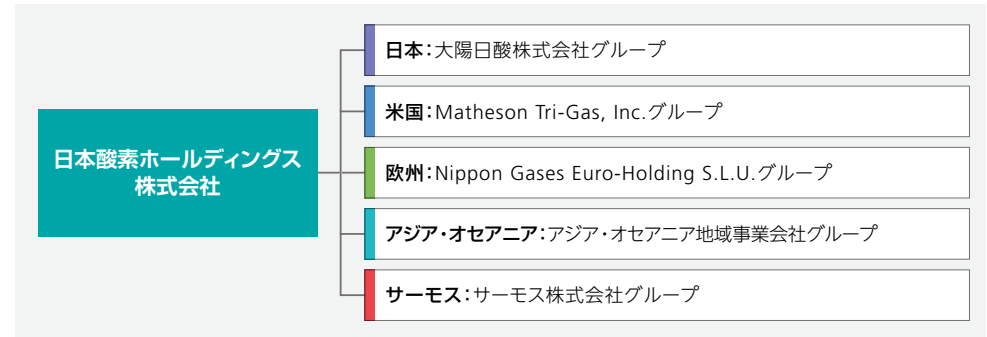 日本酸素ホールディングス
株式会社
日本：大陽日酸株式会社グループ
米国：Matheson Tri-Gas, Inc.グループ
欧州：Nippon Gases Euro-Holding S.L.U.グループ
アジア・オセアニア：アジア・オセアニア地域事業会社グループ
サーモス：サーモス株式会社グループ